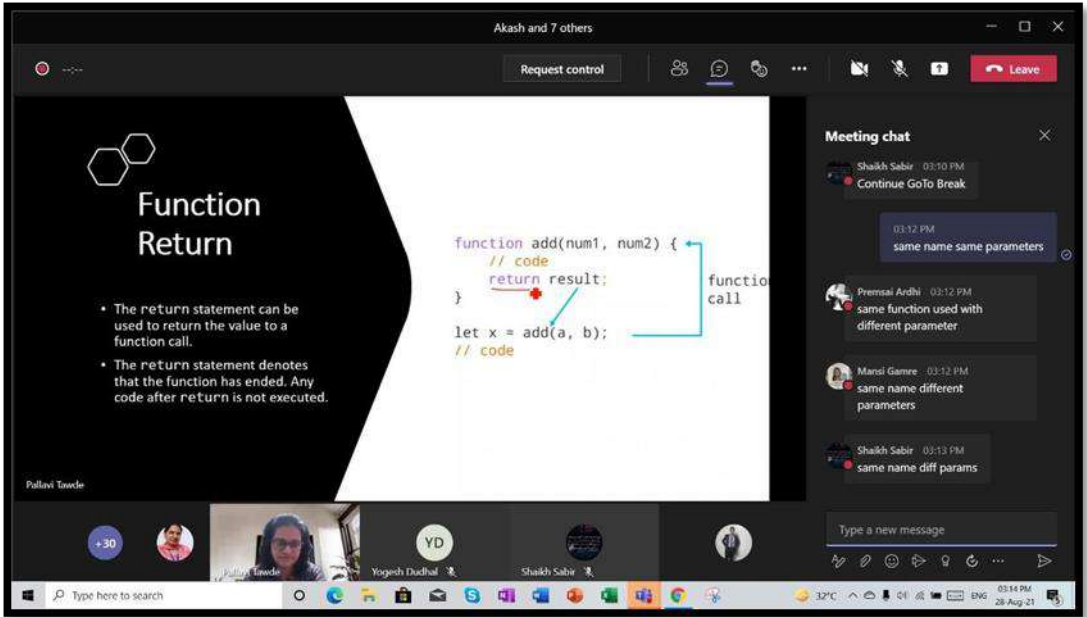 Akash and 7 others
--:--
Request control
Leave
Function
Return
• The return statement can be
used to return the value to a
function call.
• The return statement denotes
that the function has ended. Any
code after return is not executed.
function add(num1, num2) {
// code
return result;
}
let x = add(a, b);
// code
function
call
Pallavi Tawde
Meeting chat
Shaikh Sabir 03:10 PM
Continue GoTo Break
03:12 PM
same name same parameters
Premsai Ardhi 03:12 PM
same function used with
different parameter
Mansi Gamre 03:12 PM
same name different
parameters
Shaikh Sabir 03:13 PM
same name diff params
Type a new message
+30
Pallavi Tawde
YD
Yogesh Dudhal
Shaikh Sabir
Type here to search
32°C
ENG
03:14 PM
28-Aug-21